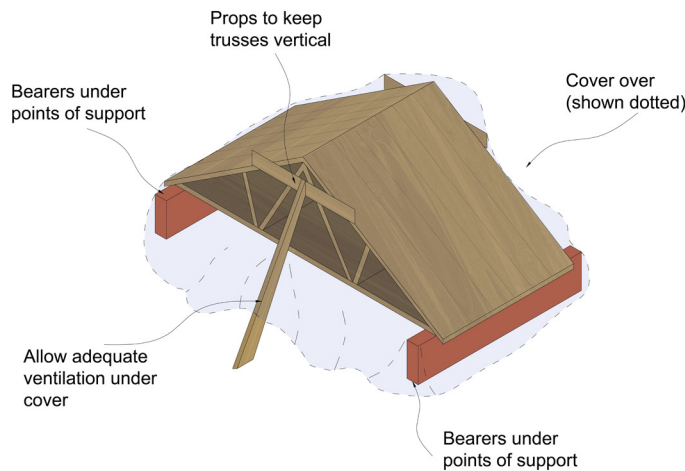 Props to keep
trusses vertical
Bearers under
points of support
Cover over
(shown dotted)
Allow adequate
ventilation under
cover
Bearers under
points of support